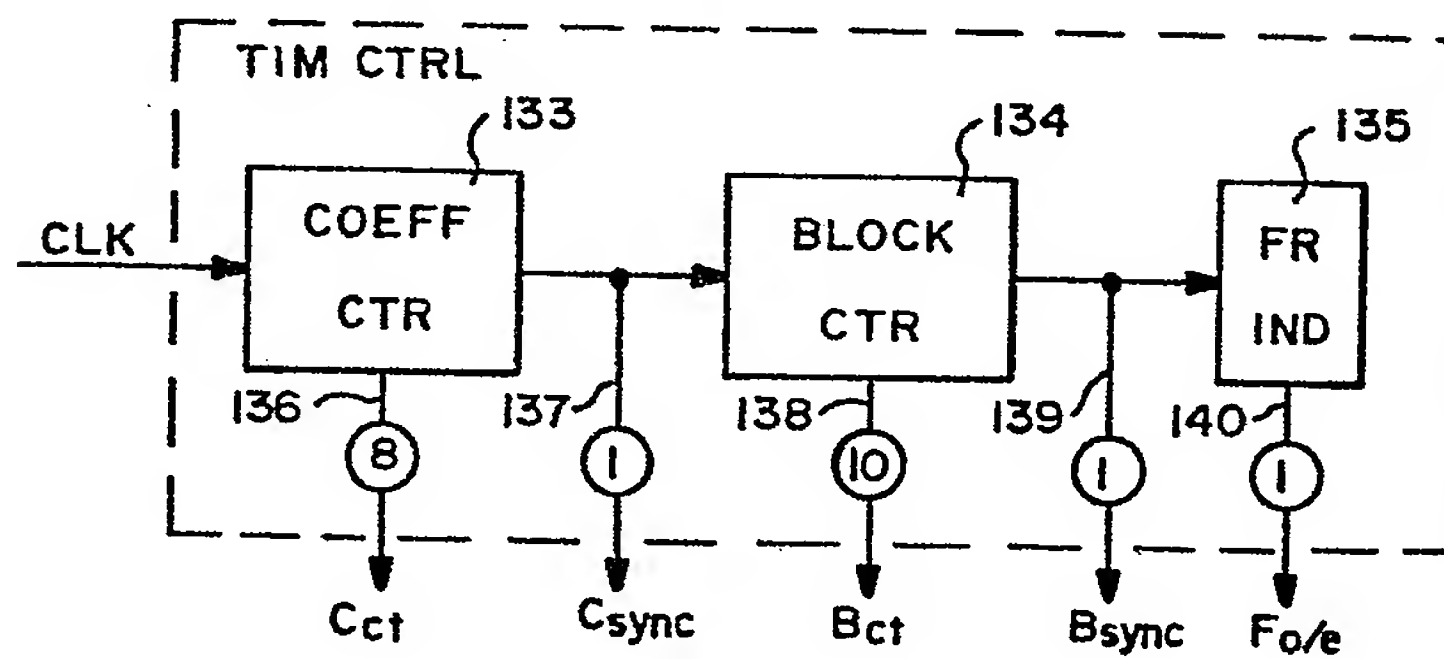 TIM CTRL
133
134
135
CLK
COEFF
CTR
BLOCK
CTR
FR
IND
136
137
138
139
140
8
1
10
1
1
Cct
Csync
Bct
Bsync
Fo/e